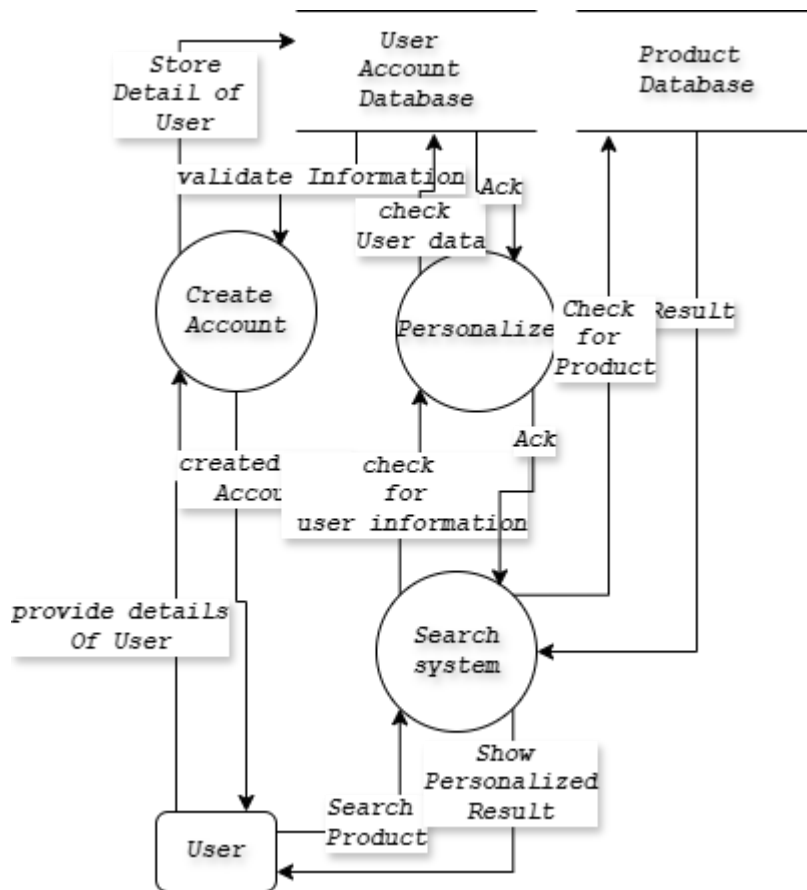 User
Account
Database
Product
Database
Store
Detail of
User
validate Information
Ack
check
User data
Create
Account
Personalize
Check
for
Product
Result
created
Accou
check
for
user information
Ack
provide details
Of User
Search
system
Show
Personalized
Result
Search
Product
User